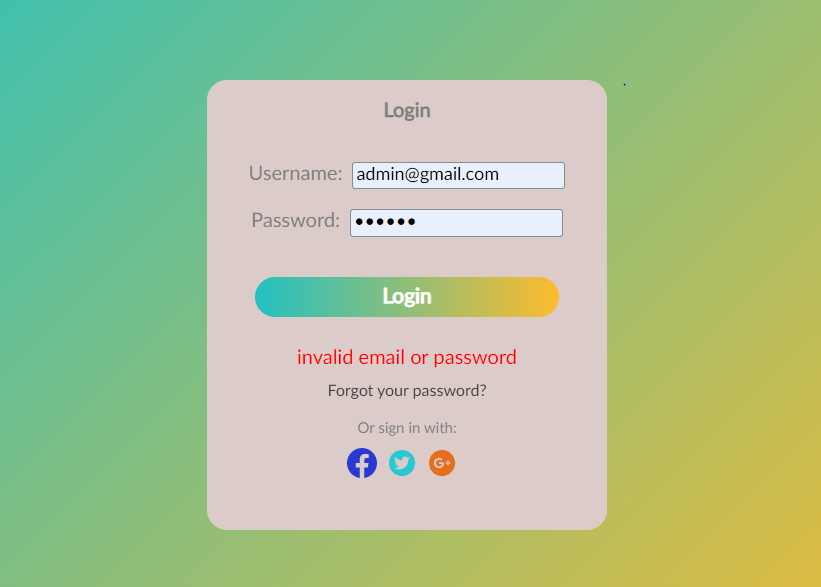 Login
Username: admin@gmail.com
Password: ••••••
Login
invalid email or password
Forgot your password?
Or sign in with:
G+